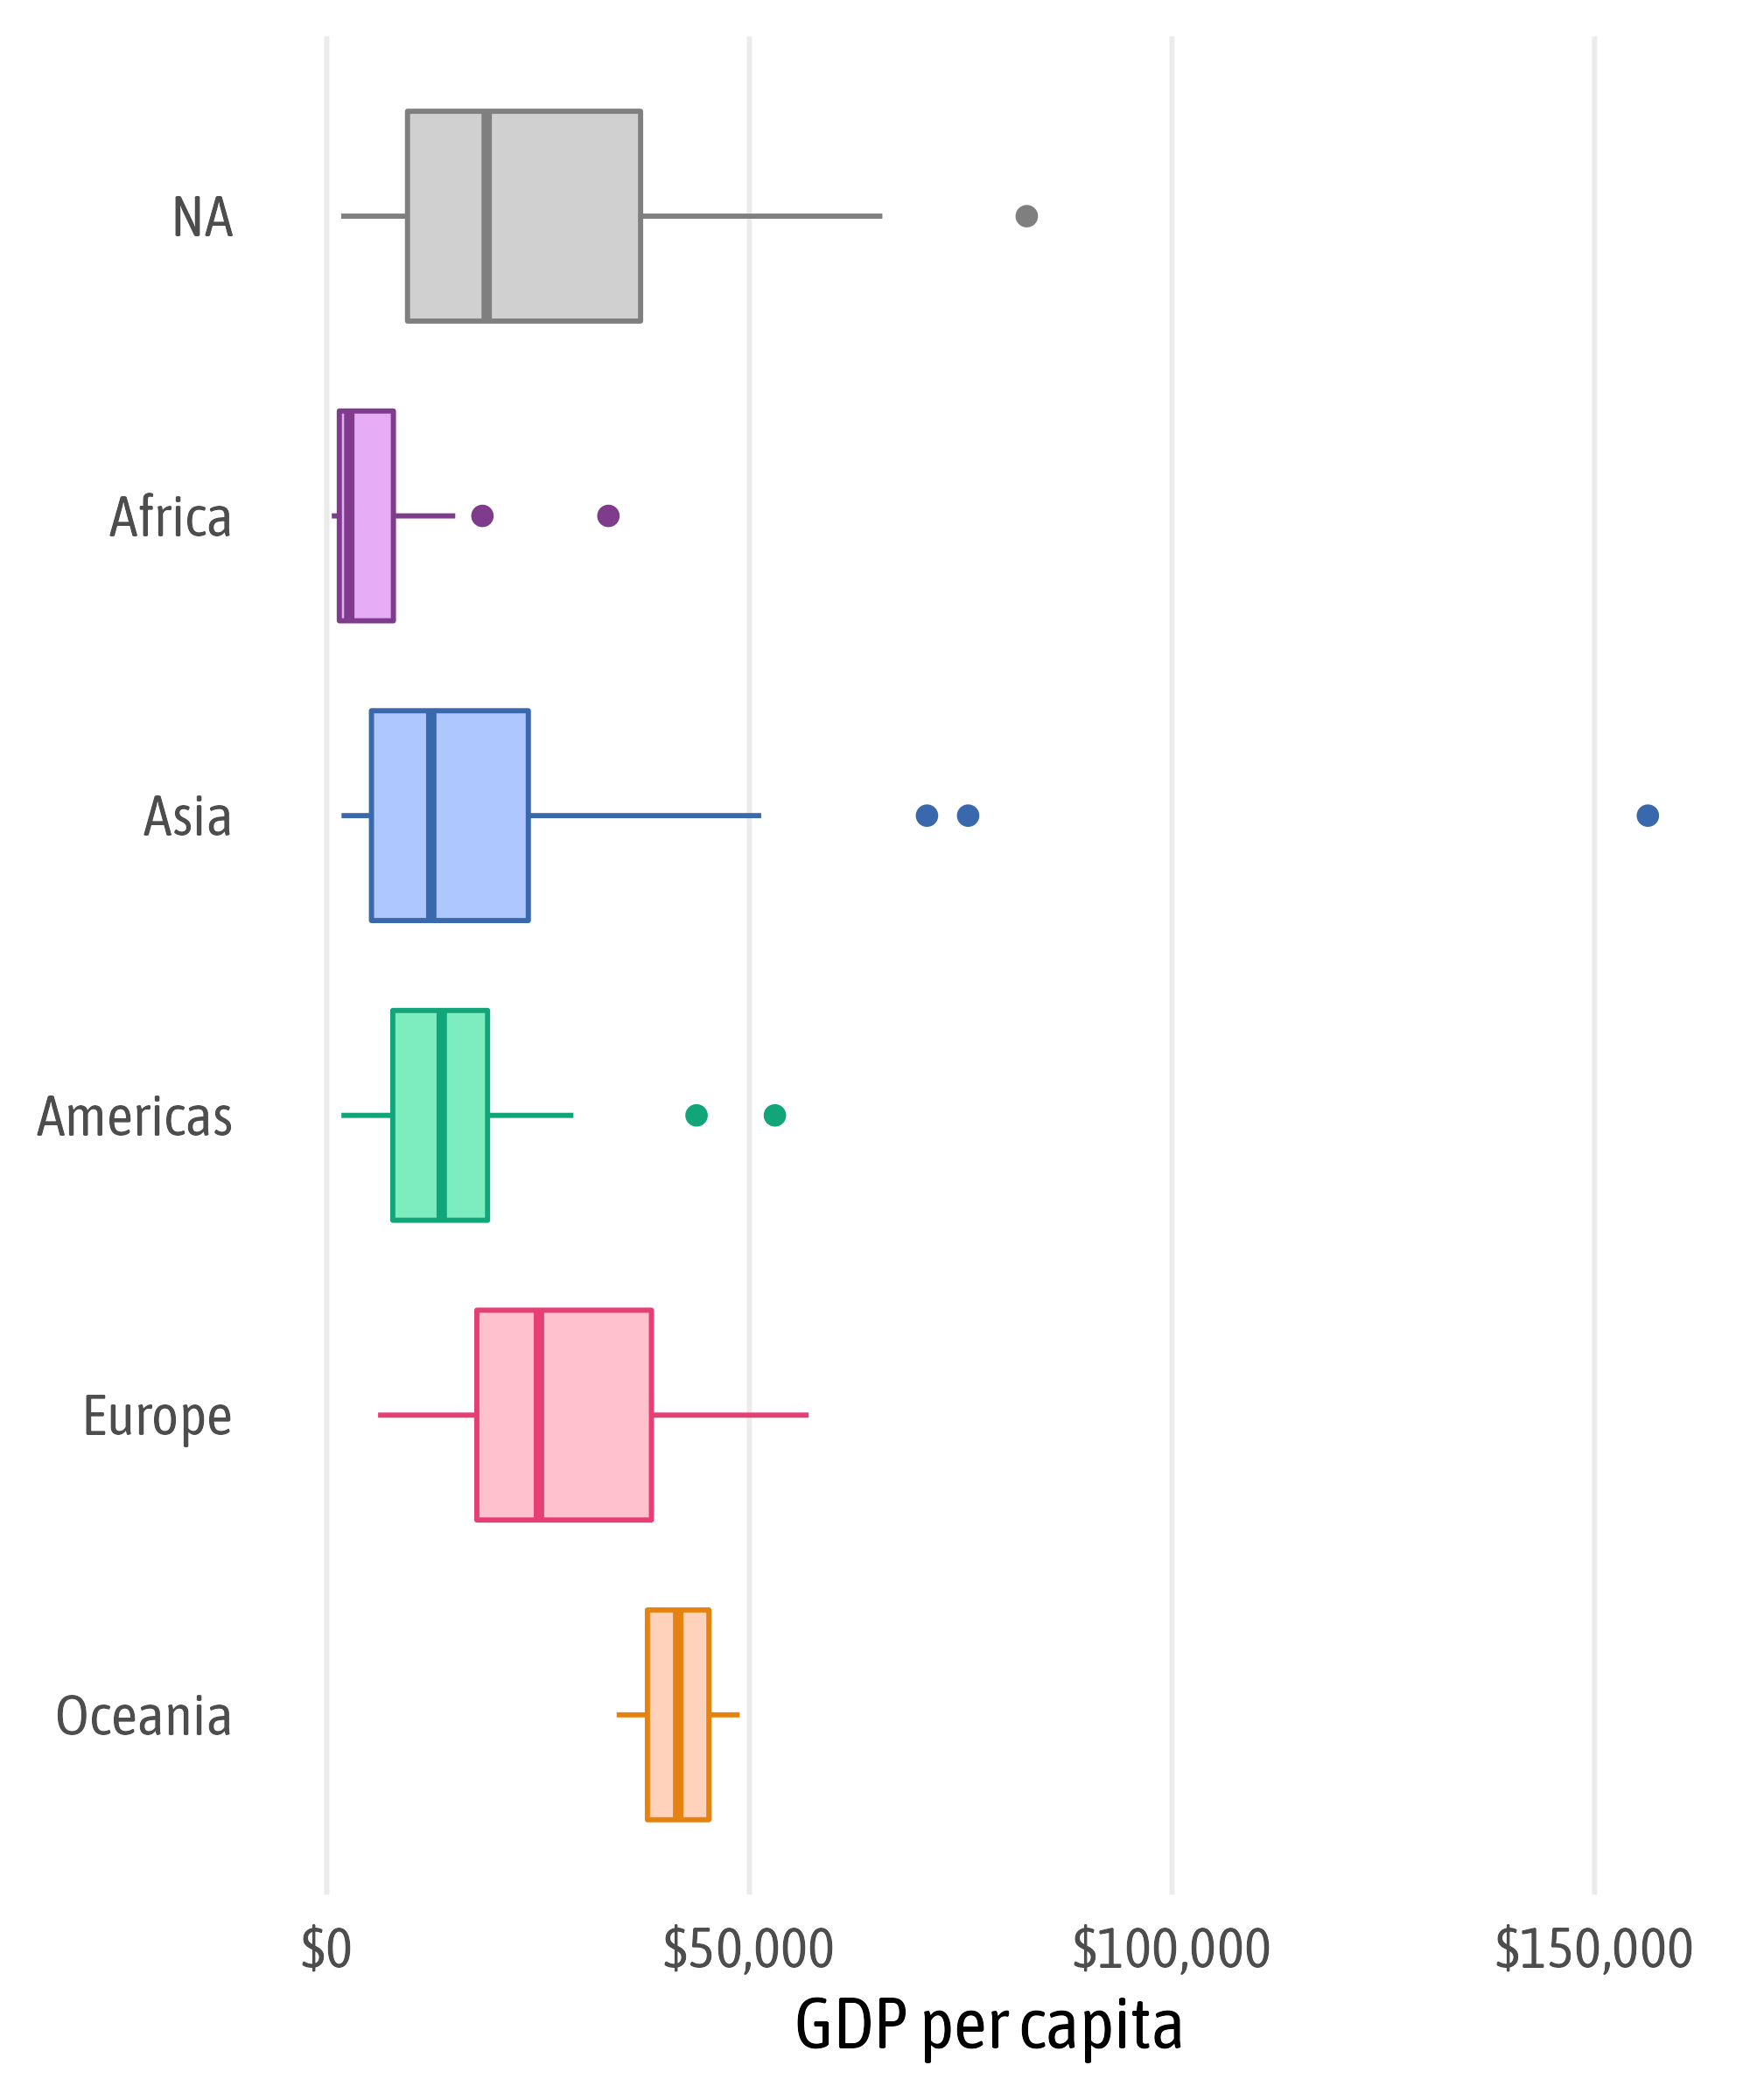 NA
Africa
Asia
Americas
Europe
Oceania
$0 $50,000 $100,000 $150,000
GDP per capita